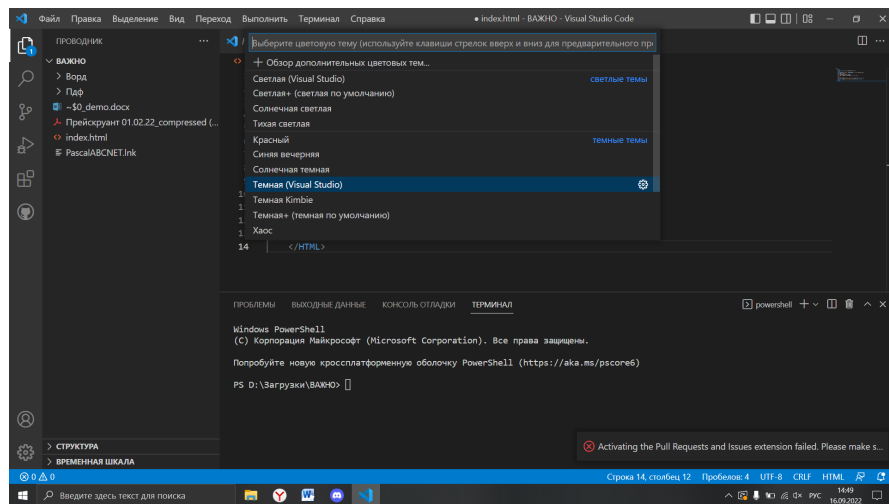 Файл Правка Выделение Вид Переход Выполнить Терминал Справка
● index.html - ВАЖНО - Visual Studio Code
ПРОВОДНИК
ВАЖНО
Ворд
Пдф
~$0_demo.docx
Прейскруант 01.02.22_compressed (...
index.html
PascalABCNET.lnk
Выберите цветовую тему (используйте клавиши стрелок вверх и вниз для предварительного пр
Обзор дополнительных цветовых тем...
Светлая (Visual Studio) светлые темы
Светлая+ (светлая по умолчанию)
Солнечная светлая
Тихая светлая
Красный темные темы
Синяя вечерняя
Солнечная темная
Темная (Visual Studio)
Темная Kimbie
Темная+ (темная по умолчанию)
Хаос
14 </HTML>
ПРОБЛЕМЫ ВЫХОДНЫЕ ДАННЫЕ КОНСОЛЬ ОТЛАДКИ ТЕРМИНАЛ
powershell
Windows PowerShell
(C) Корпорация Майкрософт (Microsoft Corporation). Все права защищены.
Попробуйте новую кроссплатформенную оболочку PowerShell (https://aka.ms/pscore6)
PS D:\Загрузки\ВАЖНО>
Activating the Pull Requests and Issues extension failed. Please make s...
СТРУКТУРА
ВРЕМЕННАЯ ШКАЛА
0 0
Строка 14, столбец 12 Пробелов: 4 UTF-8 CRLF HTML
Введите здесь текст для поиска
РУС
14:49
16.09.2022